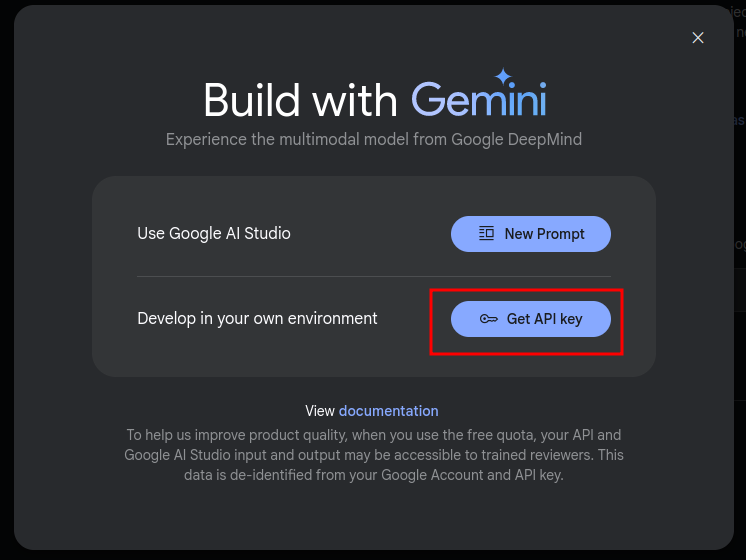 Build with Gemini
Experience the multimodal model from Google DeepMind
Use Google AI Studio
New Prompt
Develop in your own environment
Get API key
View documentation
To help us improve product quality, when you use the free quota, your API and
Google AI Studio input and output may be accessible to trained reviewers. This
data is de-identified from your Google Account and API key.